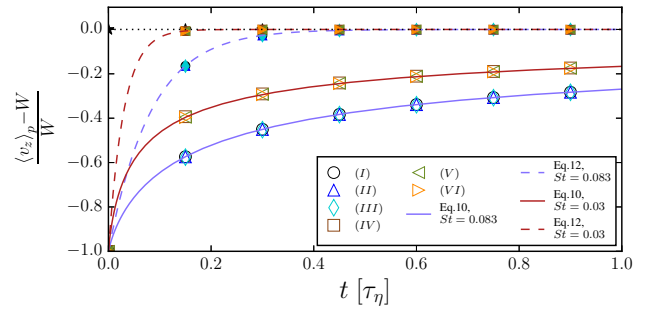 0.0
−0.2
−0.4
−0.6
−0.8
−1.0
⟨v_z⟩_p −W
W
0.0 0.2 0.4 0.6 0.8 1.0
t [τ_η]
(I)
(II)
(III)
(IV)
(V)
(VI)
Eq.10,
St = 0.083
Eq.12,
St = 0.083
Eq.10,
St = 0.03
Eq.12,
St = 0.03